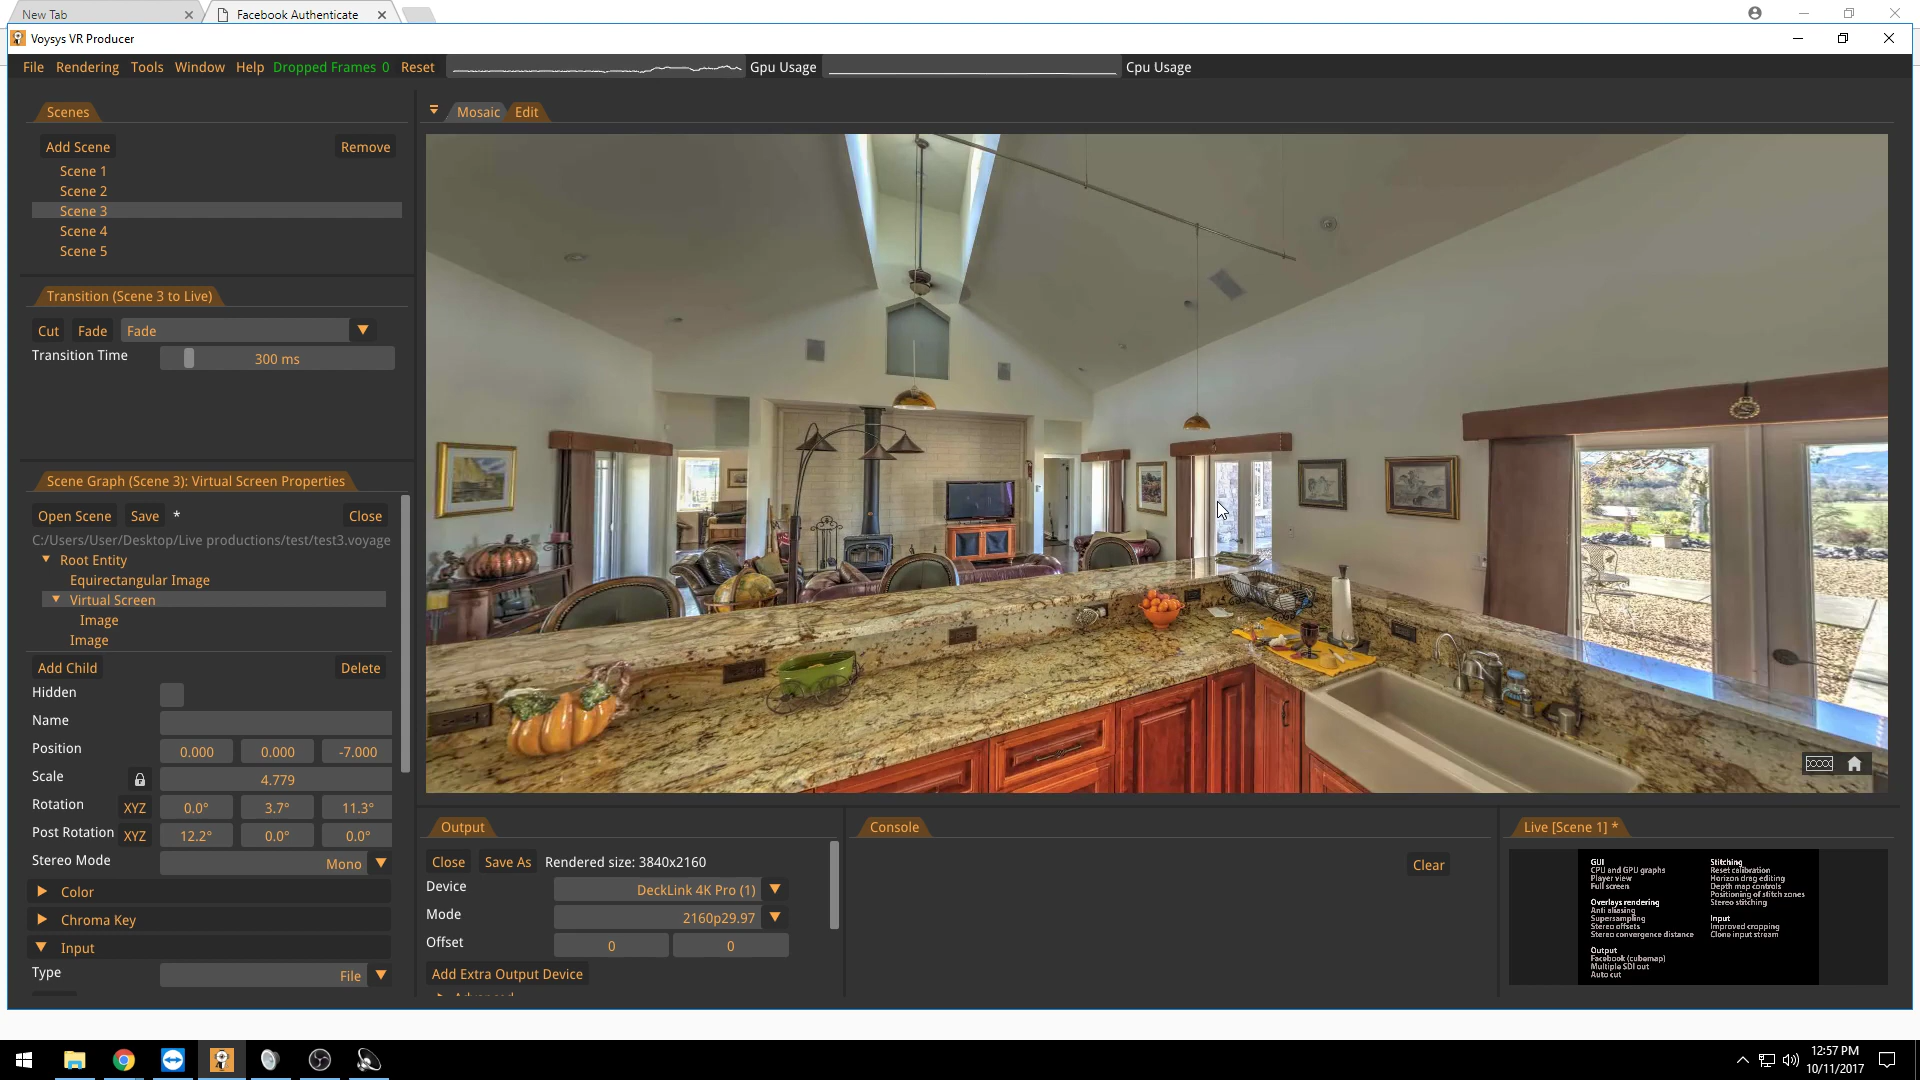 New Tab
Facebook Authenticate
Voysys VR Producer
File Rendering Tools Window Help Dropped Frames 0 Reset Gpu Usage Cpu Usage
Scenes
Add Scene Remove
Scene 1
Scene 2
Scene 3
Scene 4
Scene 5
Transition (Scene 3 to Live)
Cut Fade Fade
Transition Time 300 ms
Scene Graph (Scene 3): Virtual Screen Properties
Open Scene Save * Close
C:/Users/User/Desktop/Live productions/test/test3.voyage
Root Entity
Equirectangular Image
Virtual Screen
Image
Image
Add Child Delete
Hidden
Name
Position 0.000 0.000 -7.000
Scale 4.779
Rotation XYZ 0.0° 3.7° 11.3°
Post Rotation XYZ 12.2° 0.0° 0.0°
Stereo Mode Mono
Color
Chroma Key
Input
Type File
Mosaic Edit
Output
Close Save As Rendered size: 3840x2160
Device DeckLink 4K Pro (1)
Mode 2160p29.97
Offset 0 0
Add Extra Output Device
Advanced
Console
Clear
Live [Scene 1] *
GUI
CPU and GPU graphs
Player view
Full screen
Overlays rendering
Anti aliasing
Supersampling
Stereo offsets
Stereo convergence distance
Output
Facebook (cubemap)
Multiple SDI out
Auto cut
Stitching
Reset calibration
Horizon drag editing
Depth map controls
Positioning of stitch zones
Stereo stitching
Input
Improved cropping
Clone input stream
12:57 PM
10/11/2017